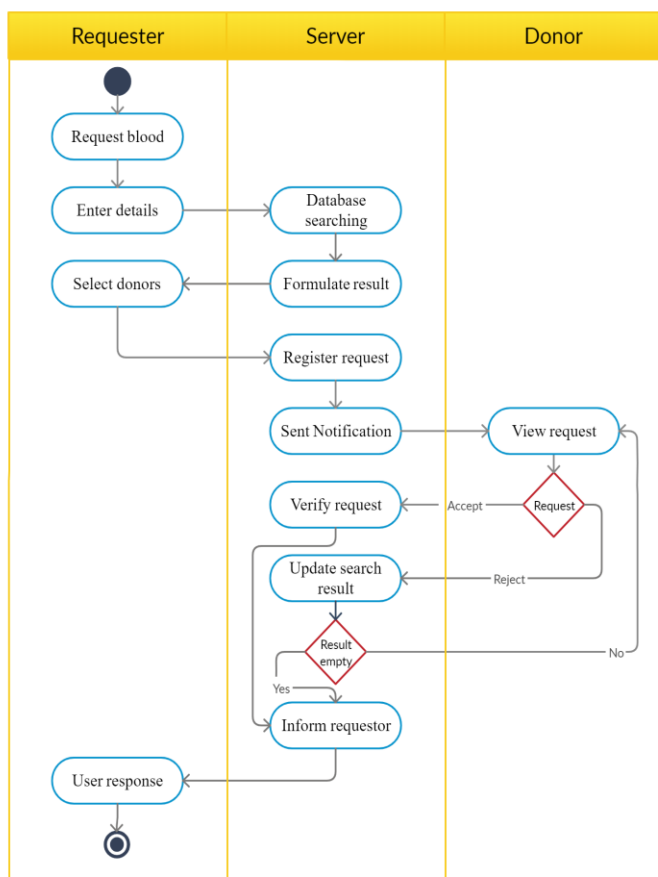 Requester
Server
Donor
Request blood
Enter details
Database
searching
Select donors
Formulate result
Register request
Sent Notification
View request
Verify request
Accept
Request
Update search
result
Reject
Result
empty
No
Yes
Inform requestor
User response